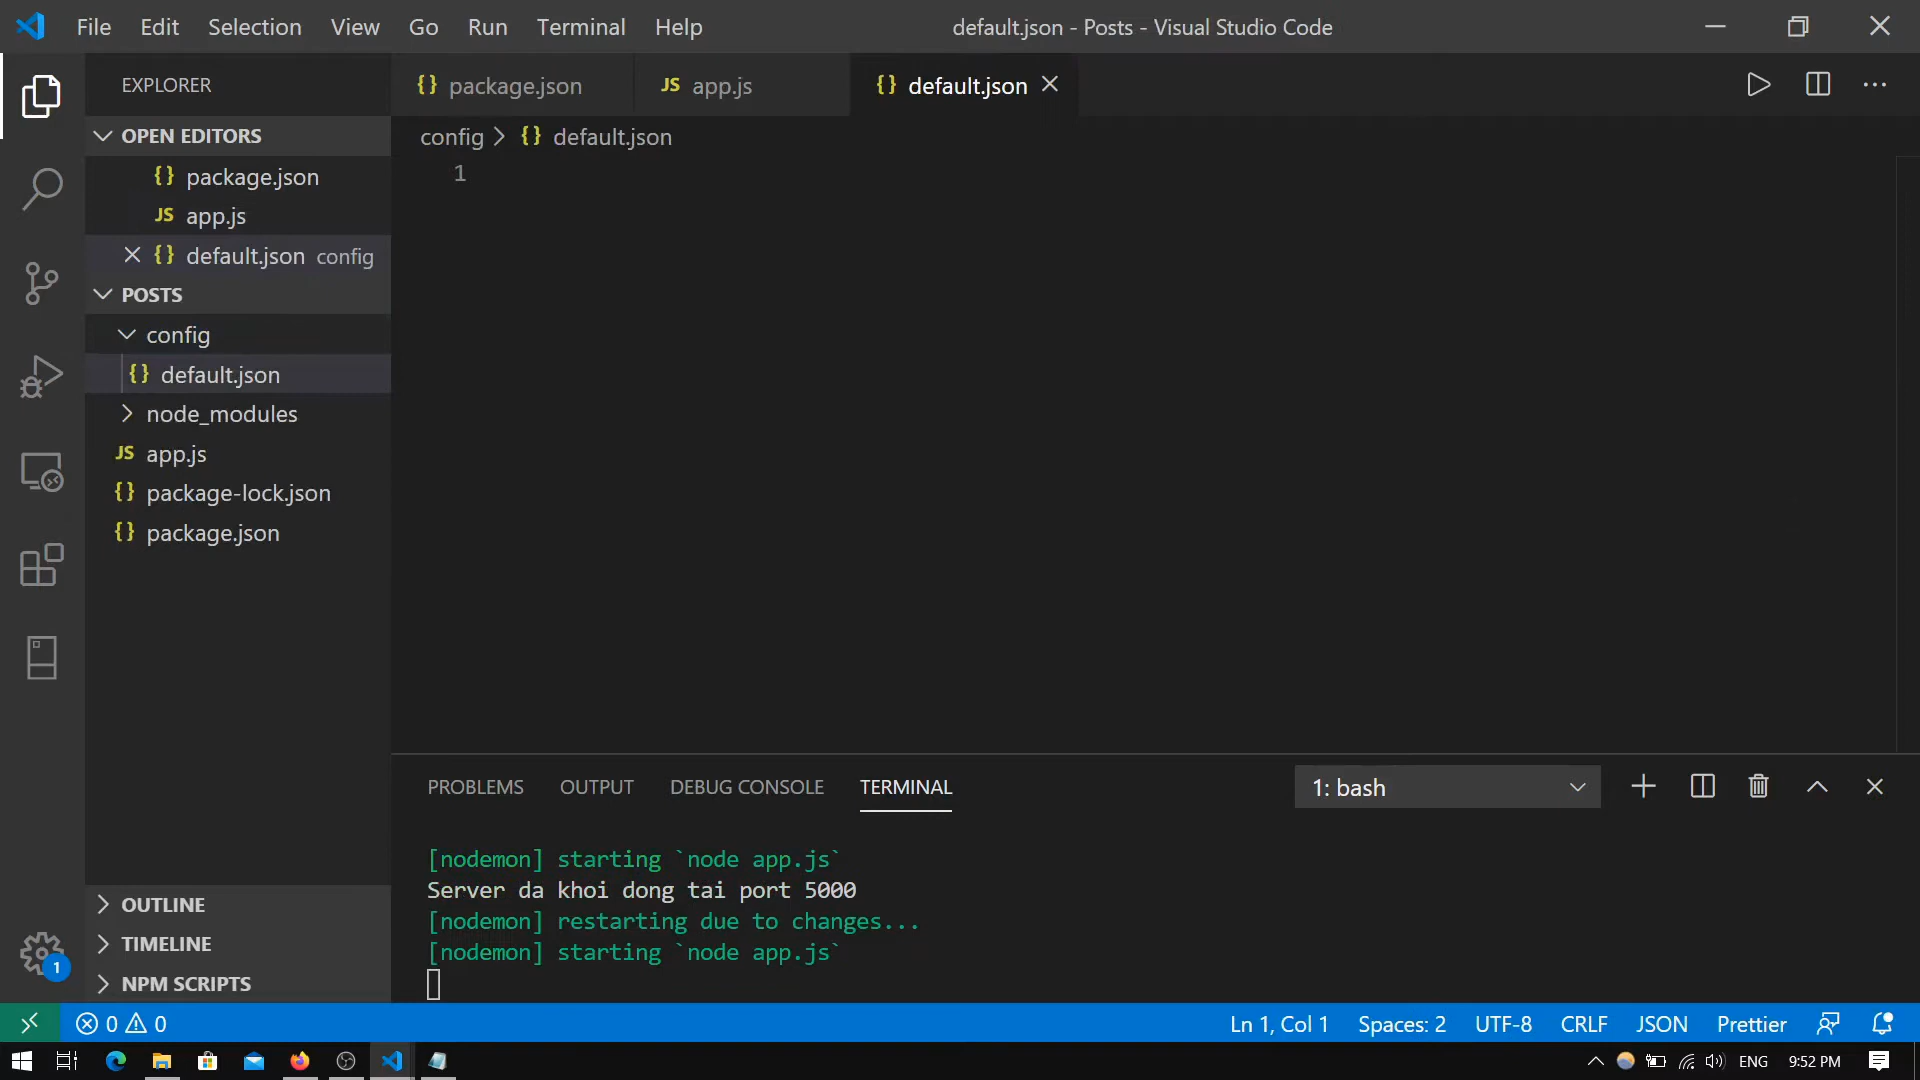 File Edit Selection View Go Run Terminal Help default.json - Posts - Visual Studio Code
EXPLORER
OPEN EDITORS
{} package.json
JS app.js
{} default.json config
POSTS
config
{} default.json
node_modules
JS app.js
{} package-lock.json
{} package.json
OUTLINE
TIMELINE
NPM SCRIPTS
{} package.json JS app.js {} default.json
config > {} default.json
1
PROBLEMS OUTPUT DEBUG CONSOLE TERMINAL 1: bash
[nodemon] starting `node app.js`
Server da khoi dong tai port 5000
[nodemon] restarting due to changes...
[nodemon] starting `node app.js`
1
0 0 Ln 1, Col 1 Spaces: 2 UTF-8 CRLF JSON Prettier
ENG 9:52 PM